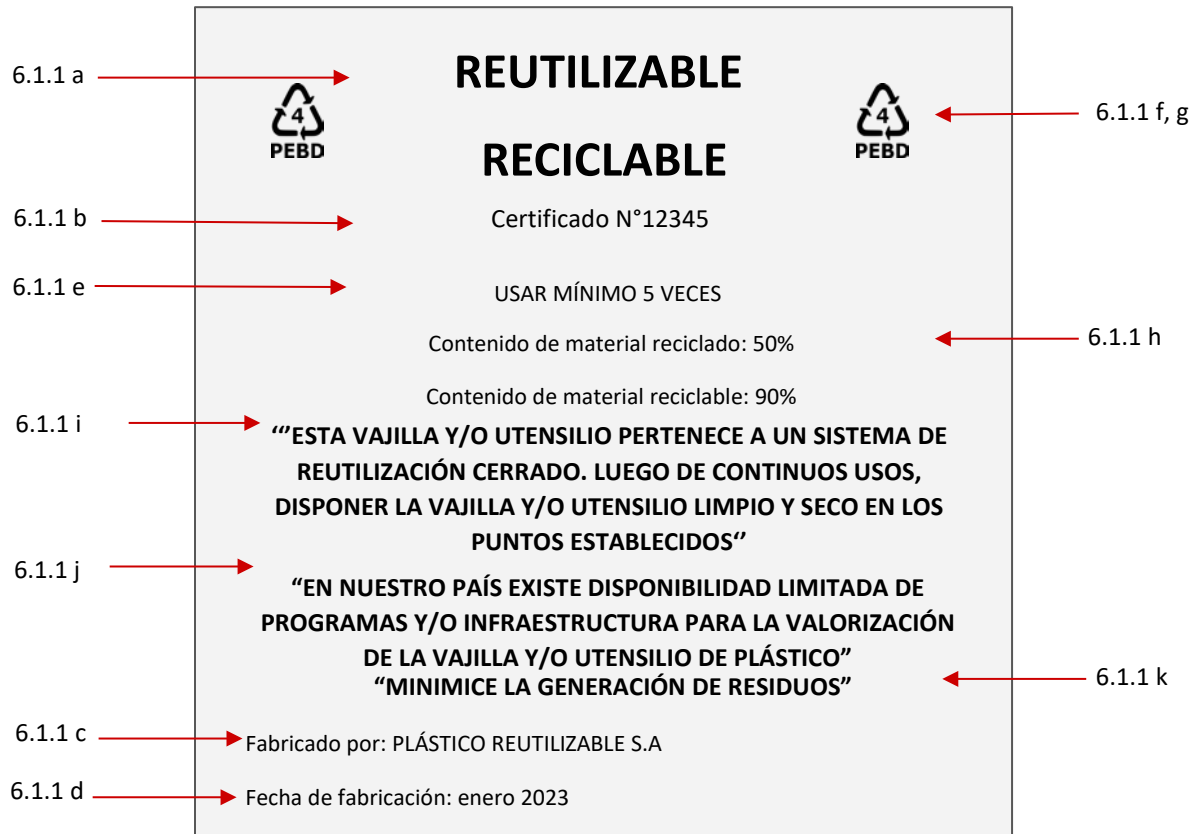 6.1.1 a
REUTILIZABLE
4
PEBD
4
PEBD
6.1.1 f, g
RECICLABLE
6.1.1 b
Certificado N°12345
6.1.1 e
USAR MÍNIMO 5 VECES
Contenido de material reciclado: 50%
6.1.1 h
Contenido de material reciclable: 90%
6.1.1 i
“’’ESTA VAJILLA Y/O UTENSILIO PERTENECE A UN SISTEMA DE
REUTILIZACIÓN CERRADO. LUEGO DE CONTINUOS USOS,
DISPONER LA VAJILLA Y/O UTENSILIO LIMPIO Y SECO EN LOS
PUNTOS ESTABLECIDOS’’
6.1.1 j
“EN NUESTRO PAÍS EXISTE DISPONIBILIDAD LIMITADA DE
PROGRAMAS Y/O INFRAESTRUCTURA PARA LA VALORIZACIÓN
DE LA VAJILLA Y/O UTENSILIO DE PLÁSTICO”
“MINIMICE LA GENERACIÓN DE RESIDUOS”
6.1.1 k
6.1.1 c
Fabricado por: PLÁSTICO REUTILIZABLE S.A
6.1.1 d
Fecha de fabricación: enero 2023